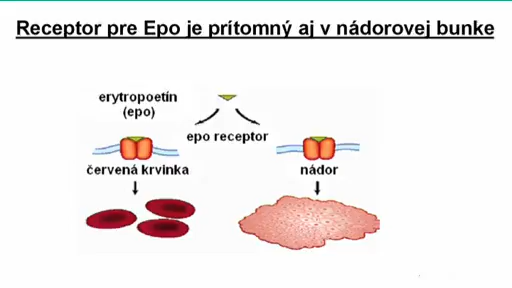 Receptor pre Epo je prítomný aj v nádorovej bunke
erytropoetín
(epo)
epo receptor
červená krvinka
nádor